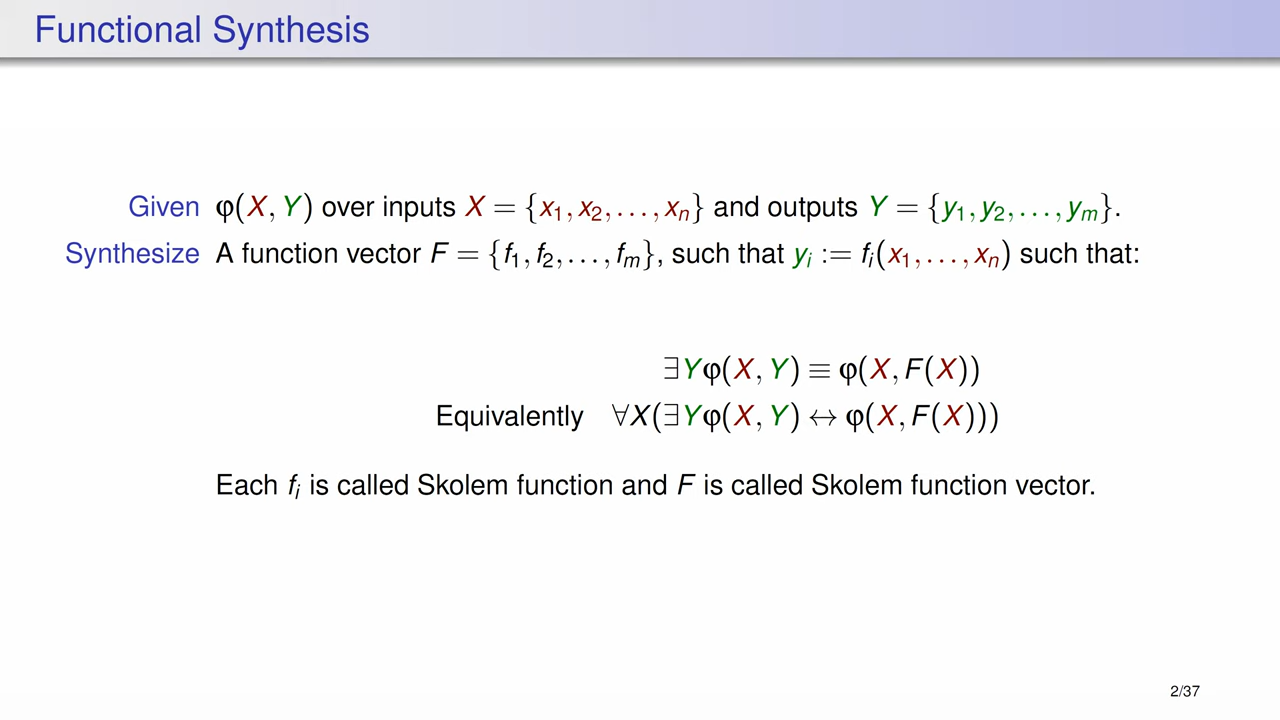 Functional Synthesis
Given φ(X, Y) over inputs X = {x₁, x₂, . . . , xₙ} and outputs Y = {y₁, y₂, . . . , yₘ}.
Synthesize A function vector F = {f₁, f₂, . . . , fₘ}, such that yᵢ := fᵢ(x₁, . . . , xₙ) such that:
∃Yφ(X, Y) ≡ φ(X, F(X))
Equivalently ∀X(∃Yφ(X, Y) ↔ φ(X, F(X)))
Each fᵢ is called Skolem function and F is called Skolem function vector.
2/37